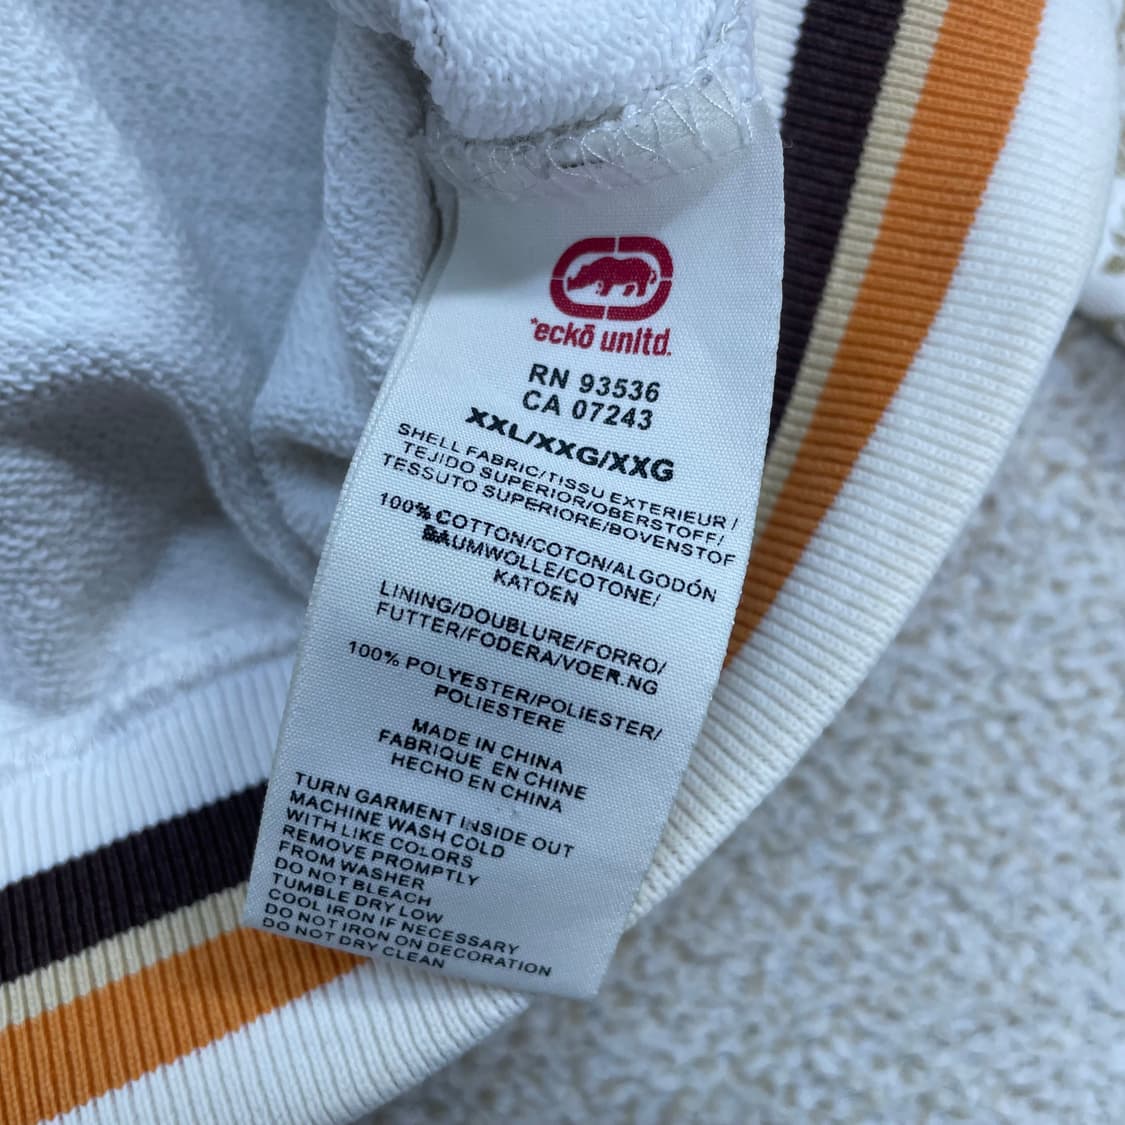 *eckō unltd.
RN 93536
CA 07243
XXL/XXG/XXG
SHELL FABRIC/TISSU EXTERIEUR/
TEJIDO SUPERIOR/OBERSTOFF/
TESSUTO SUPERIORE/BOVENSTOF
100% COTTON/COTON/ALGODÓN
BAUMWOLLE/COTONE/
KATOEN
LINING/DOUBLURE/FORRO/
FUTTER/FODERA/VOER.NG
100% POLYESTER/POLIESTER/
POLIESTERE
MADE IN CHINA
FABRIQUE EN CHINE
HECHO EN CHINA
TURN GARMENT INSIDE OUT
MACHINE WASH COLD
WITH LIKE COLORS
REMOVE PROMPTLY
FROM WASHER
DO NOT BLEACH
TUMBLE DRY LOW
COOL IRON IF NECESSARY
DO NOT IRON ON DECORATION
DO NOT DRY CLEAN